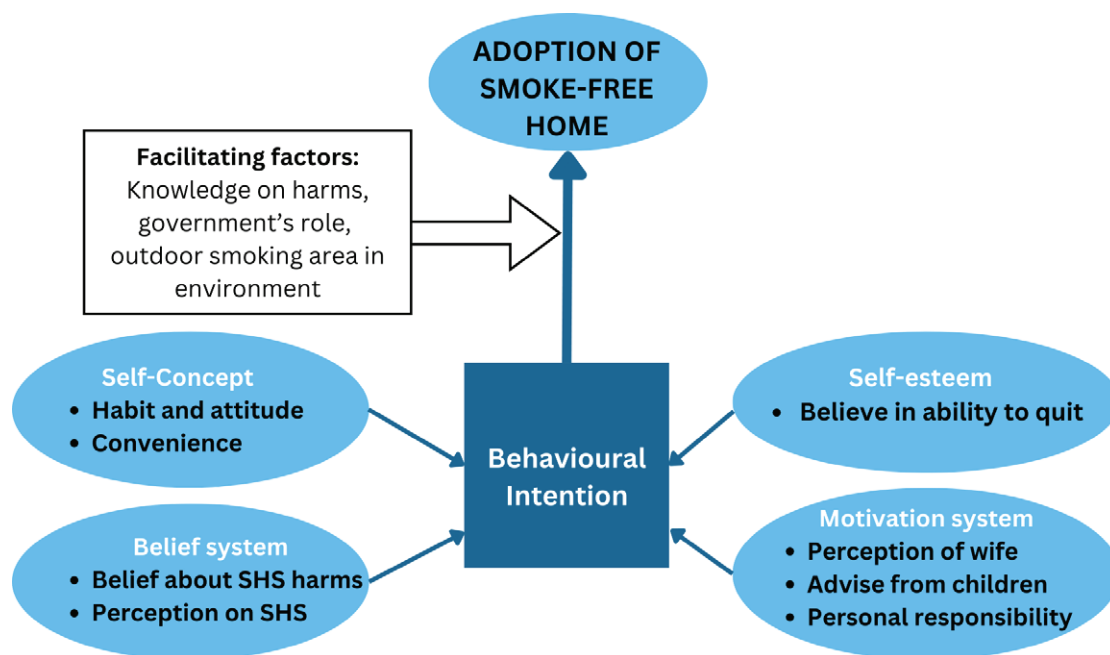 ADOPTION OF
SMOKE-FREE
HOME
Facilitating factors:
Knowledge on harms,
government’s role,
outdoor smoking area in
environment
Self-Concept
• Habit and attitude
• Convenience
Self-esteem
• Believe in ability to quit
Behavioural
Intention
Belief system
• Belief about SHS harms
• Perception on SHS
Motivation system
• Perception of wife
• Advise from children
• Personal responsibility